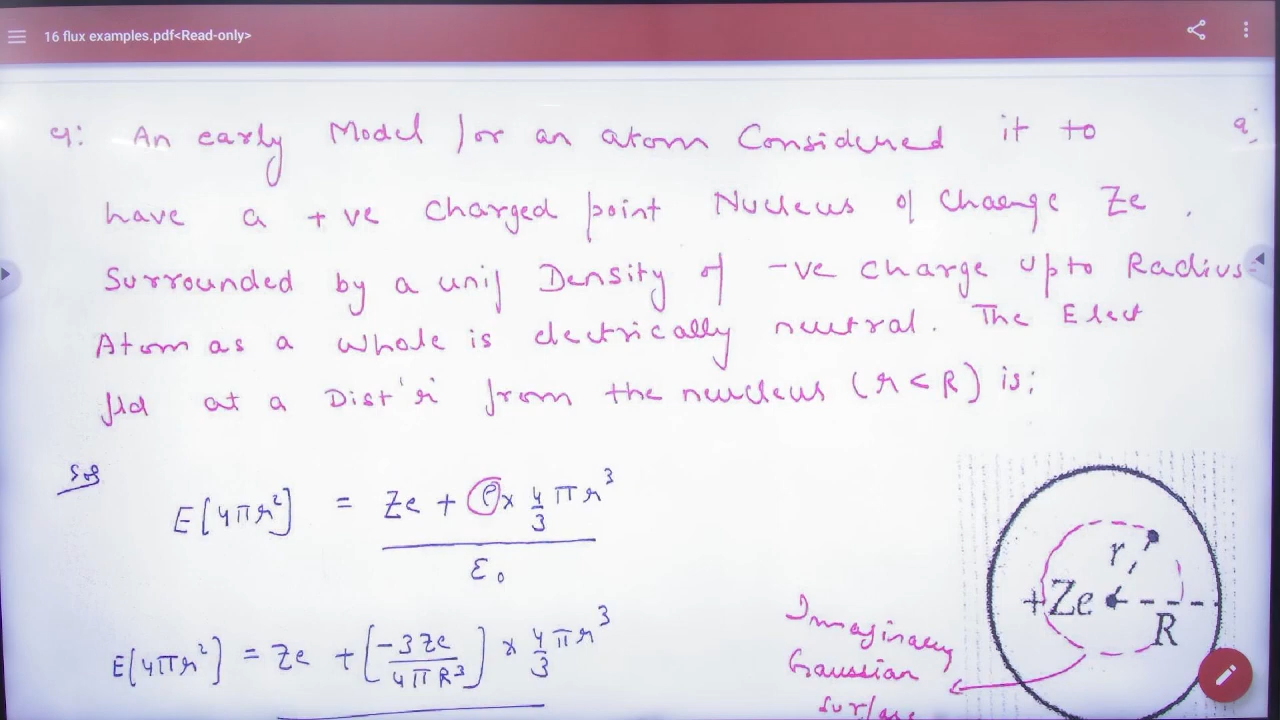 16 flux examples.pdf<Read-only>
q: An early Model for an atom Considered it to
q:
have a +ve charged point Nucleus of Chaenge Ze.
Surrounded by a unif Density of -ve charge upto Radius
Atom as a whole is electrically neutral. The Elect
fld at a Dist 'r' from the neucleus (r<R) is;
Sol
E[4πr²] = Ze + ρ× 4/3 πr³
ε₀
E[4πr²] = Ze + (-3Ze/4πR³) × 4/3 πr³
Imaginary
Gaussian
surface
r
+Ze
R